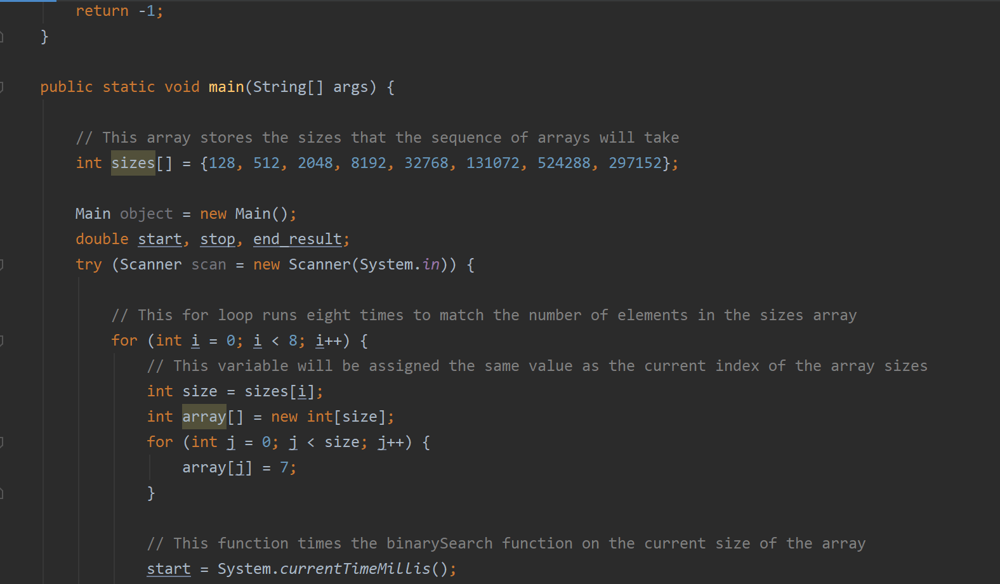 return -1;
}
public static void main(String[] args) {
// This array stores the sizes that the sequence of arrays will take
int sizes[] = {128, 512, 2048, 8192, 32768, 131072, 524288, 297152};
Main object = new Main();
double start, stop, end_result;
try (Scanner scan = new Scanner(System.in)) {
// This for loop runs eight times to match the number of elements in the sizes array
for (int i = 0; i < 8; i++) {
// This variable will be assigned the same value as the current index of the array sizes
int size = sizes[i];
int array[] = new int[size];
for (int j = 0; j < size; j++) {
array[j] = 7;
}
// This function times the binarySearch function on the current size of the array
start = System.currentTimeMillis();